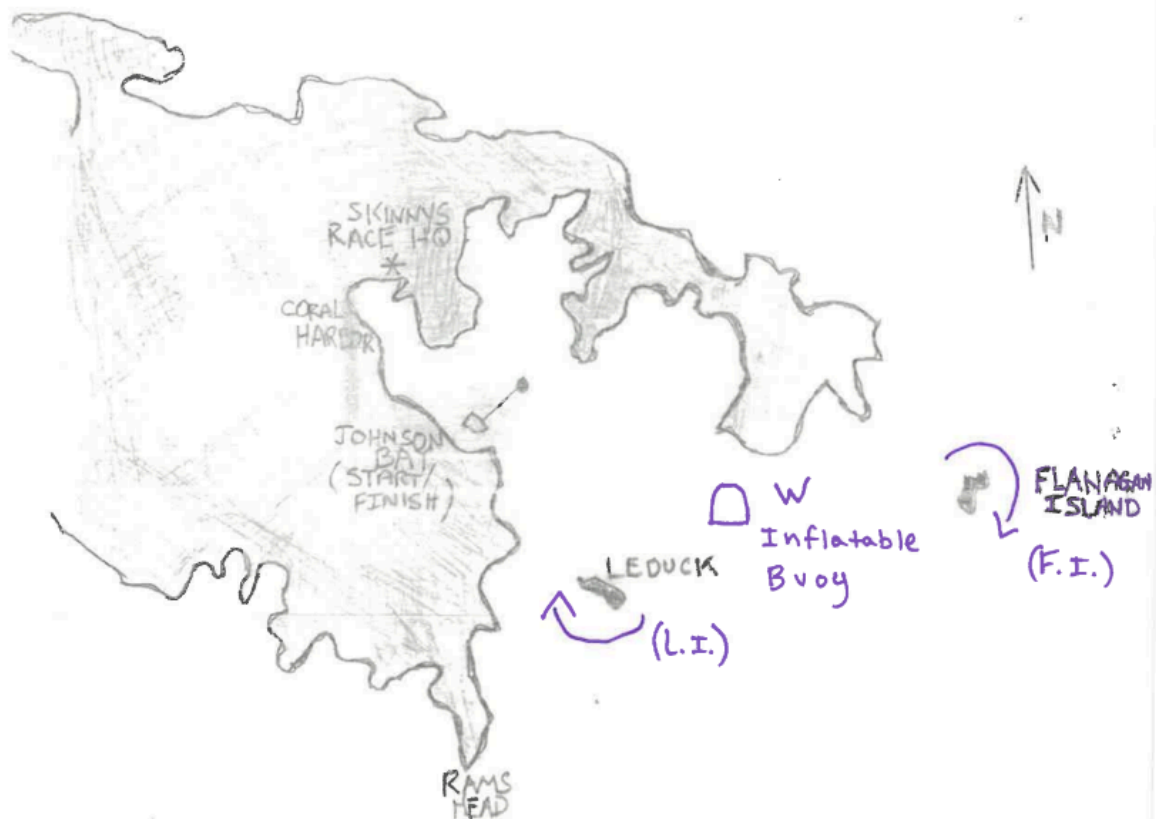 SKINNYS
RACE HQ
*
N
CORAL
HARBOR
JOHNSON
BAY
(START/
FINISH)
W
Inflatable
Buoy
FLANAGAN
ISLAND
(F.I.)
LEDUCK
(L.I.)
RAMS
HEAD